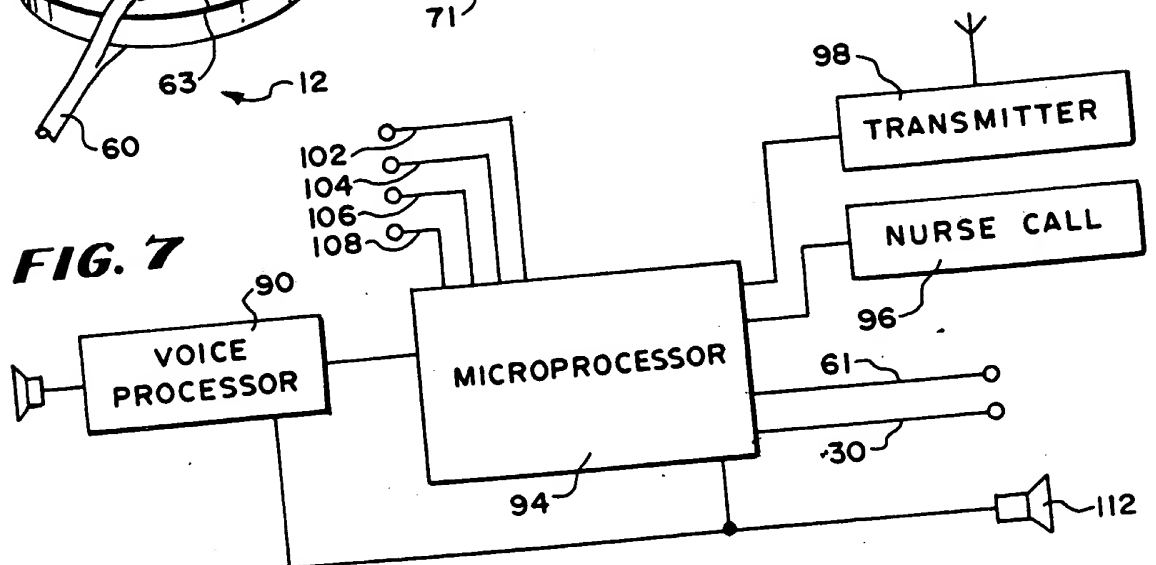 71
63
12
60
98
TRANSMITTER
102
104
106
108
NURSE CALL
96
FIG. 7
90
VOICE
PROCESSOR
MICROPROCESSOR
94
61
30
112